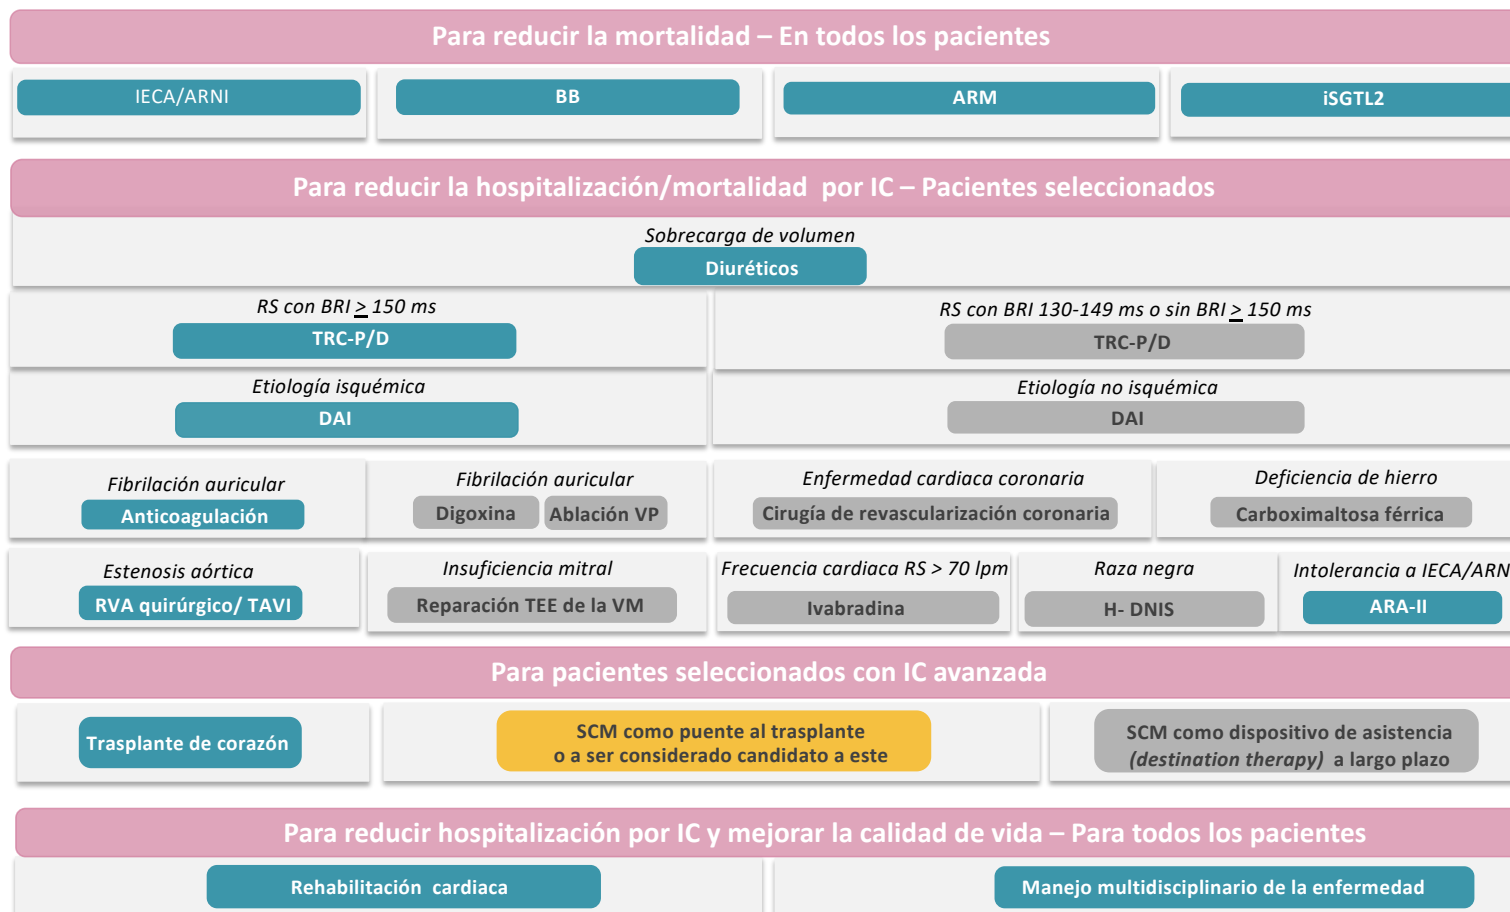 Para reducir la mortalidad – En todos los pacientes
IECA/ARNI
BB
ARM
iSGTL2
Para reducir la hospitalización/mortalidad por IC – Pacientes seleccionados
Sobrecarga de volumen
Diuréticos
RS con BRI ≥ 150 ms
TRC-P/D
RS con BRI 130-149 ms o sin BRI ≥ 150 ms
TRC-P/D
Etiología isquémica
DAI
Etiología no isquémica
DAI
Fibrilación auricular
Anticoagulación
Fibrilación auricular
Digoxina
Ablación VP
Enfermedad cardiaca coronaria
Cirugía de revascularización coronaria
Deficiencia de hierro
Carboximaltosa férrica
Estenosis aórtica
RVA quirúrgico/ TAVI
Insuficiencia mitral
Reparación TEE de la VM
Frecuencia cardiaca RS > 70 lpm
Ivabradina
Raza negra
H- DNIS
Intolerancia a IECA/ARN
ARA-II
Para pacientes seleccionados con IC avanzada
Trasplante de corazón
SCM como puente al trasplante
o a ser considerado candidato a este
SCM como dispositivo de asistencia
(destination therapy) a largo plazo
Para reducir hospitalización por IC y mejorar la calidad de vida – Para todos los pacientes
Rehabilitación cardiaca
Manejo multidisciplinario de la enfermedad